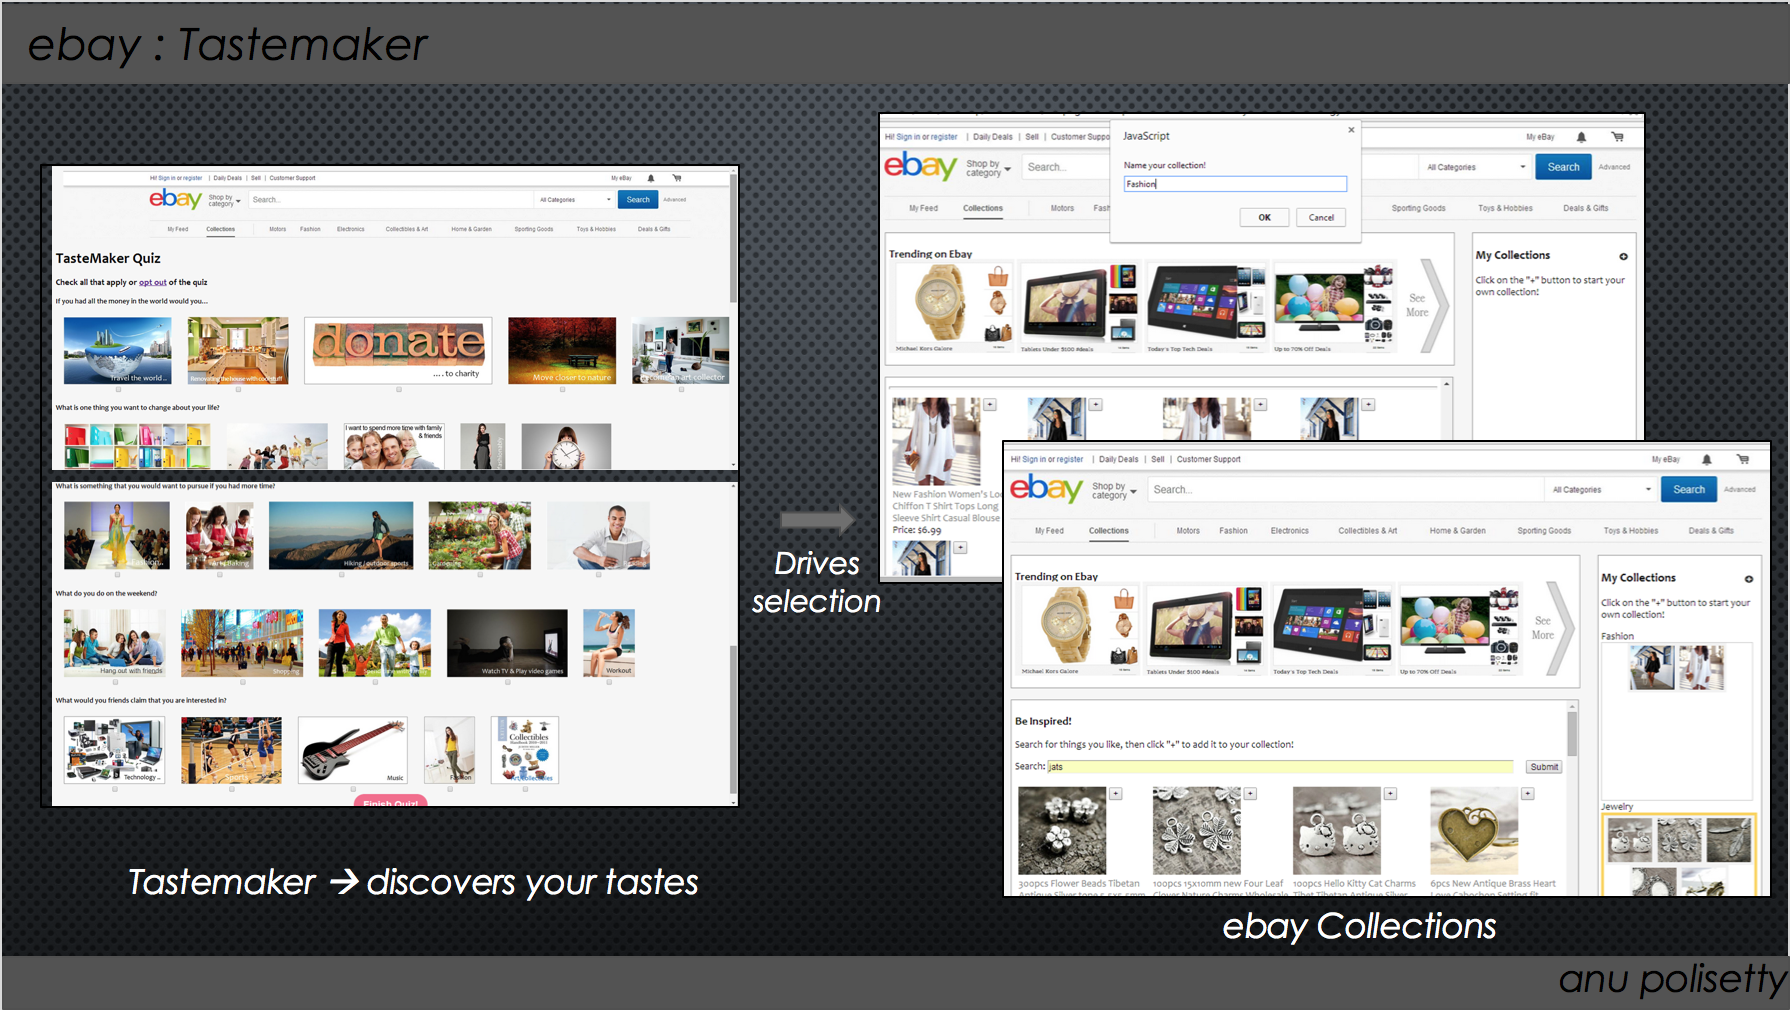 ebay : Tastemaker
Hi! Sign in or register | Daily Deals | Sell | Customer Support
My eBay
ebay
Shop by category
Search...
All Categories
Search
Advanced
My Feed Collections Motors Fashion Electronics Collectibles & Art Home & Garden Sporting Goods Toys & Hobbies Deals & Gifts
TasteMaker Quiz
Check all that apply or opt out of the quiz
If you had all the money in the world would you...
Travel the world ..
Renovating the house with cool stuff
donate
.... to charity
Move closer to nature
Become an art collector
What is one thing you want to change about your life?
I want to spend more time with family
& friends
What is something that you would want to pursue if you had more time?
Fashion..
Hiking / outdoor sports
Gardening
Reading
What do you do on the weekend?
Hang out with friends
Shopping
Watch TV & Play video games
Workout
What would you friends claim that you are interested in?
Technology ..
Sports
Music
Fashion
Collectibles
Finish Quiz!
Tastemaker → discovers your tastes
Drives
selection
Hi! Sign in or register | Daily Deals | Sell | Customer Suppo
My eBay
ebay
Shop by
category
Search...
All Categories
Search
Advanced
My Feed Collections Motors Fas
Sporting Goods Toys & Hobbies Deals & Gifts
JavaScript
Name your collection!
Fashion
OK Cancel
Trending on Ebay
Michael Kors Galore
Tablets Under $100 #deals
Today's Top Tech Deals
Up to 70% Off Deals
See
More
My Collections
Click on the "+" button to start your
own collection!
New Fashion Women's Lo
Chiffon T Shirt Tops Long
Sleeve Shirt Casual Blouse
Price: $6.99
Hi! Sign in or register | Daily Deals | Sell | Customer Support
My eBay
ebay
Shop by
category
Search...
All Categories
Search
Advanced
My Feed Collections Motors Fashion Electronics Collectibles & Art Home & Garden Sporting Goods Toys & Hobbies Deals & Gifts
Trending on Ebay
Michael Kors Galore
Tablets Under $100 #deals
Today's Top Tech Deals
Up to 70% Off Deals
See
More
My Collections
Click on the "+" button to start your
own collection!
Fashion
Jewelry
Be Inspired!
Search for things you like, then click "+" to add it to your collection!
Search: jats
Submit
300pcs Flower Beads Tibetan
100pcs 15X10mm new Four Leaf
Clover Nature Charms Wholesale
100pcs Hello Kitty Cat Charms
Tibet Tibetan Antique Silver
6pcs New Antique Brass Heart
Love Cabochon Setting fit
ebay Collections
anu polisetty